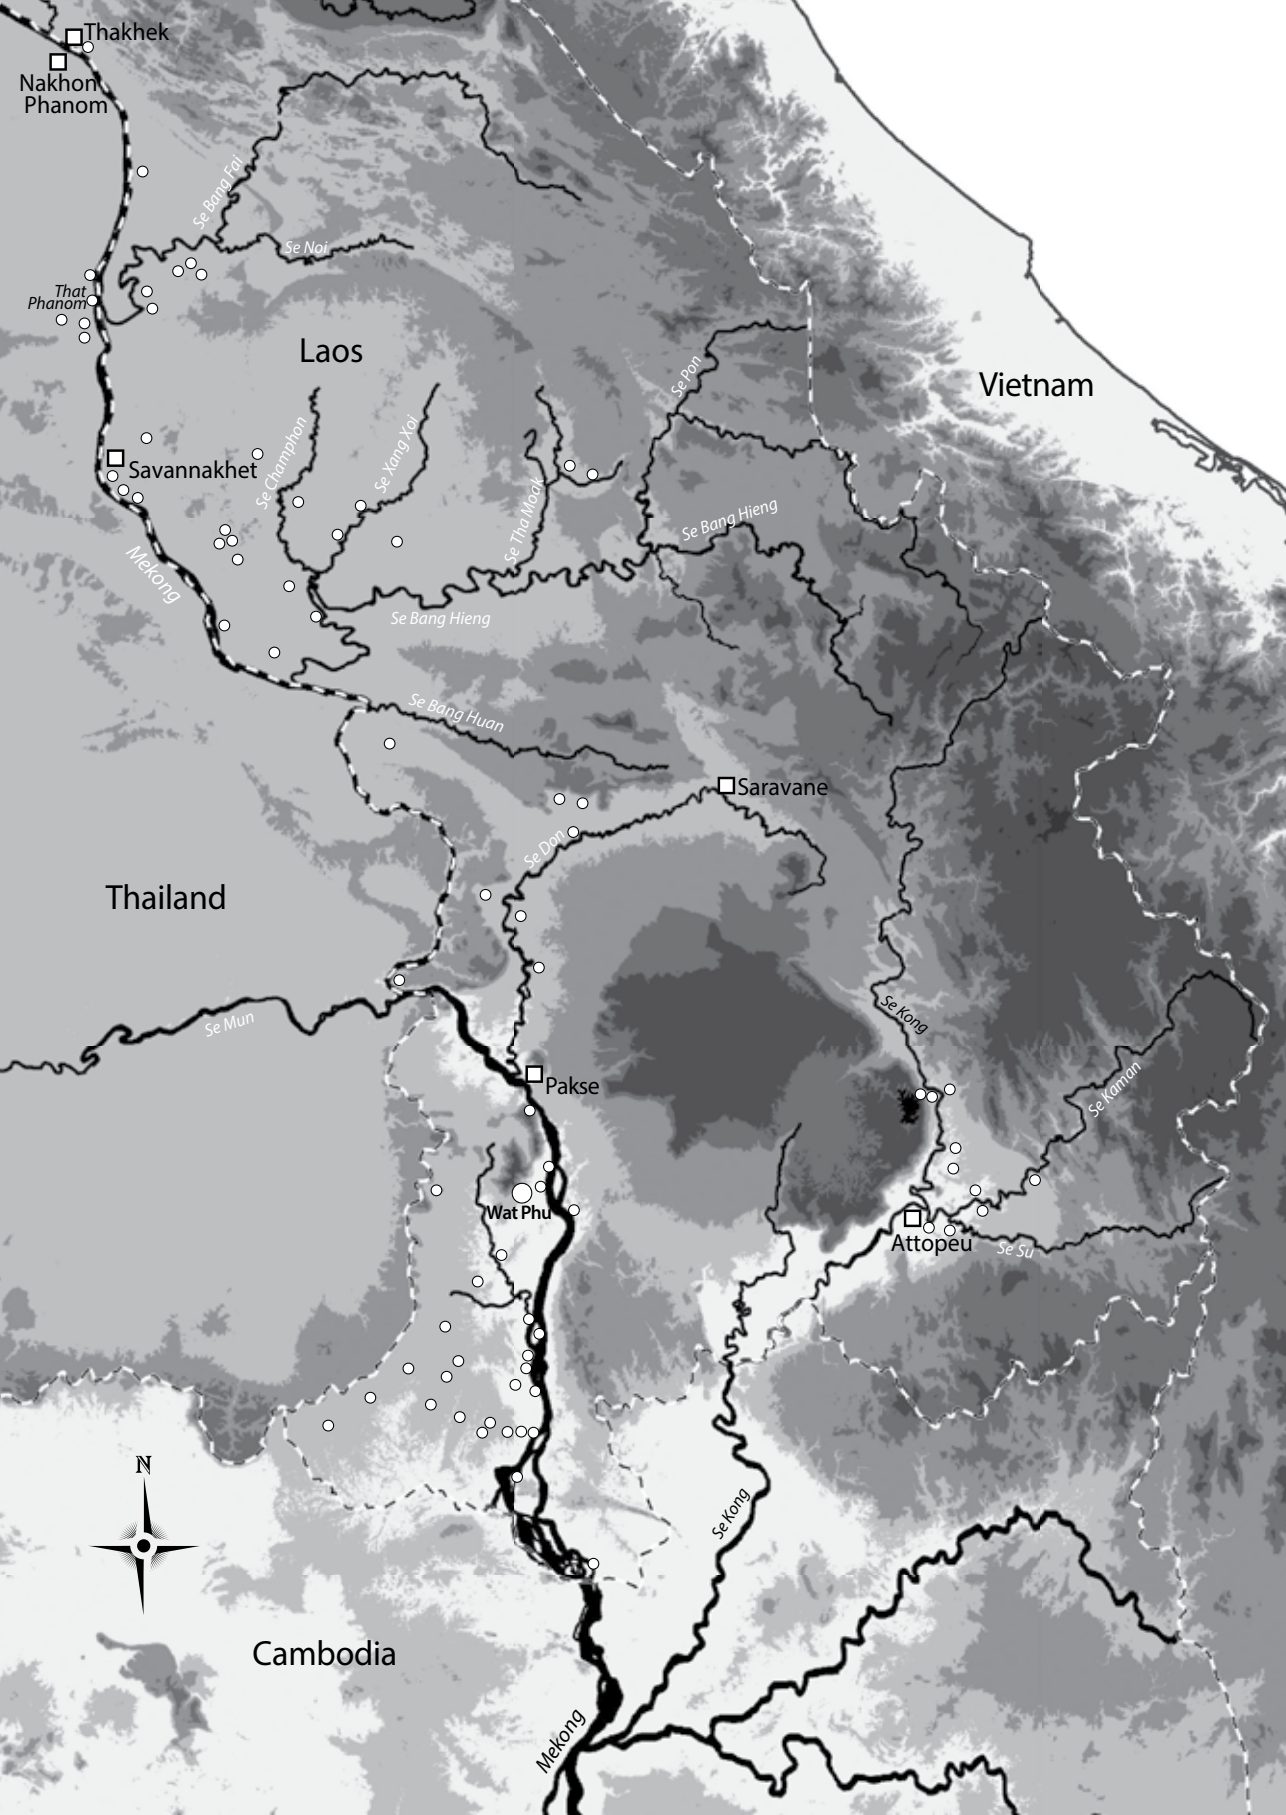 Thakhek
Nakhon
Phanom
Se Bang Fai
Se Noi
That
Phanom
Laos
Se Pon
Vietnam
Se Champhon
Se Xang Xoi
Savannakhet
Se Tha Moak
Se Bang Hieng
Mekong
Se Bang Hieng
Se Bang Huan
Saravane
Se Don
Thailand
Se Kong
Se Mun
Se Kaman
Pakse
Wat Phu
Attopeu
Se Su
N
Se Kong
Cambodia
Mekong